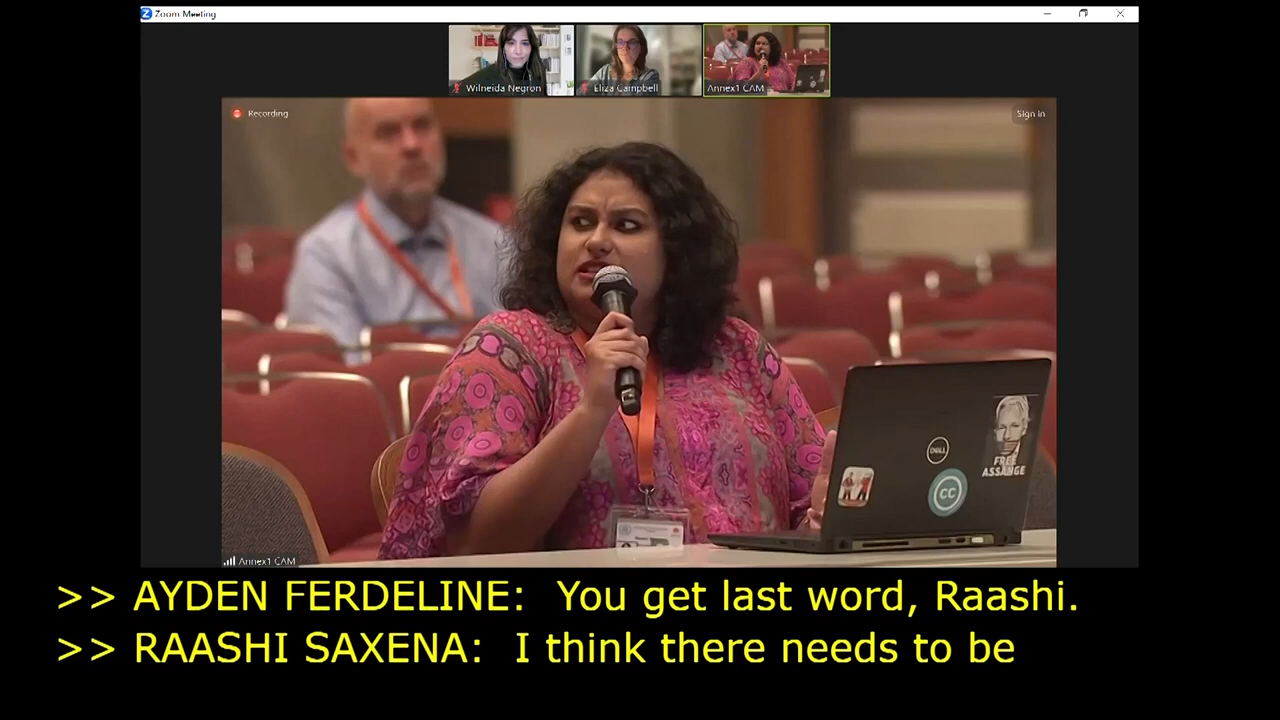 Zoom Meeting
Wilneida Negron
Eliza Campbell
Annex1 CAM
Recording
Sign in
DELL
CC
FREE
ASSANGE
Annex1 CAM
>> AYDEN FERDELINE: You get last word, Raashi.
>> RAASHI SAXENA: I think there needs to be